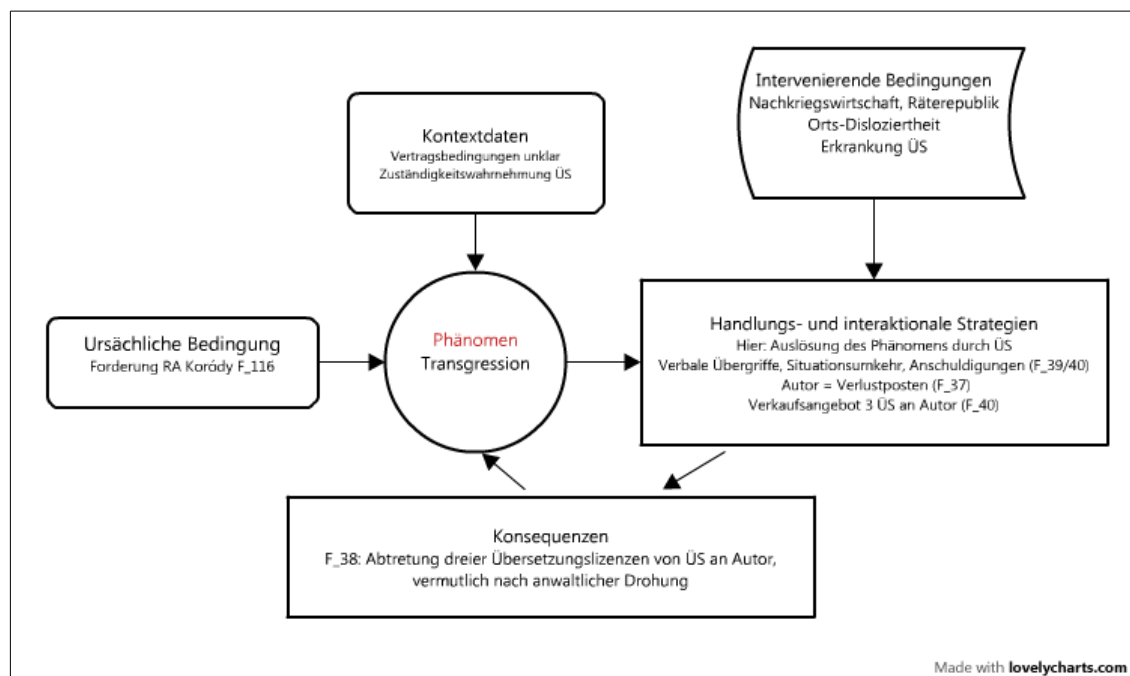 Intervenierende Bedingungen
Nachkriegswirtschaft, Räterepublik
Orts-Disloziertheit
Erkrankung ÜS
Kontextdaten
Vertragsbedingungen unklar
Zuständigkeitswahrnehmung ÜS
Ursächliche Bedingung
Forderung RA Koródy F_116
Phänomen
Transgression
Handlungs- und interaktionale Strategien
Hier: Auslösung des Phänomens durch ÜS
Verbale Übergriffe, Situationsumkehr, Anschuldigungen (F_39/40)
Autor = Verlustposten (F_37)
Verkaufsangebot 3 ÜS an Autor (F_40)
Konsequenzen
F_38: Abtretung dreier Übersetzungslizenzen von ÜS an Autor,
vermutlich nach anwaltlicher Drohung
Made with lovelycharts.com